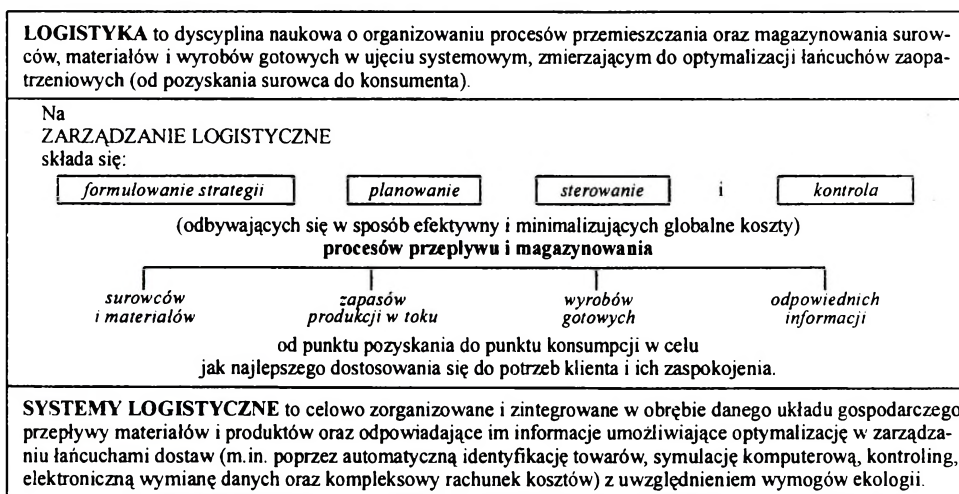 LOGISTYKA to dyscyplina naukowa o organizowaniu procesów przemieszczania oraz magazynowania surow-
ców, materiałów i wyrobów gotowych w ujęciu systemowym, zmierzającym do optymalizacji łańcuchów zaopa-
trzeniowych (od pozyskania surowca do konsumenta).
Na
ZARZĄDZANIE LOGISTYCZNE
składa się:
formułowanie strategii planowanie sterowanie i kontrola
(odbywających się w sposób efektywny i minimalizujących globalne koszty)
procesów przepływu i magazynowania
surowców zapasów wyrobów odpowiednich
i materiałów produkcji w toku gotowych informacji
od punktu pozyskania do punktu konsumpcji w celu
jak najlepszego dostosowania się do potrzeb klienta i ich zaspokojenia.
SYSTEMY LOGISTYCZNE to celowo zorganizowane i zintegrowane w obrębie danego układu gospodarczego
przepływy materiałów i produktów oraz odpowiadające im informacje umożliwiające optymalizację w zarządza-
niu łańcuchami dostaw (m.in. poprzez automatyczną identyfikację towarów, symulację komputerową, kontroling,
elektroniczną wymianę danych oraz kompleksowy rachunek kosztów) z uwzględnieniem wymogów ekologii.